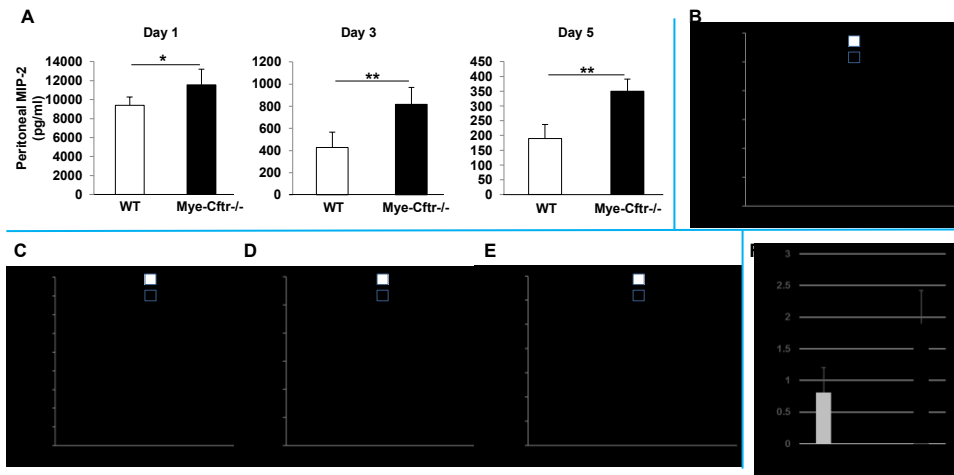 A
B
Day 1
Day 3
Day 5
Peritoneal MIP-2
(pg/ml)
14000
12000
10000
8000
6000
4000
2000
0
*
WT
Mye-Cftr-/-
1200
1000
800
600
400
200
0
**
WT
Mye-Cftr-/-
450
400
350
300
250
200
150
100
50
0
**
WT
Mye-Cftr-/-
C
D
E
F
3
2.5
2
1.5
1
0.5
0